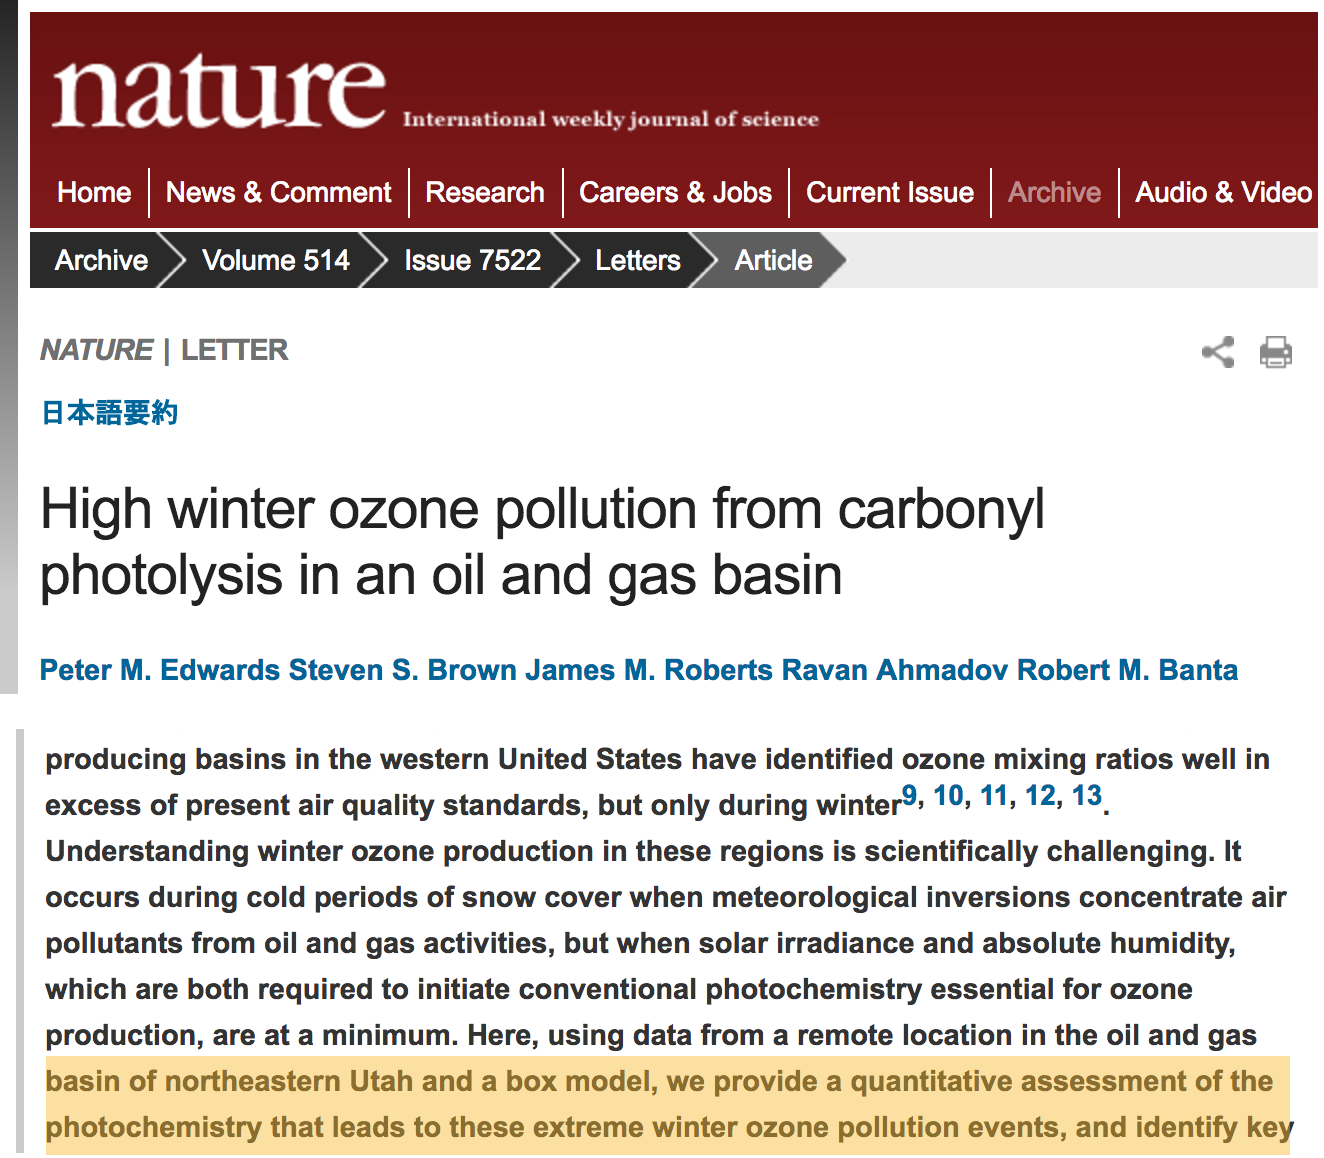 nature International weekly journal of science
Home News & Comment Research Careers & Jobs Current Issue Archive Audio & Video
Archive Volume 514 Issue 7522 Letters Article
NATURE | LETTER
日本語要約
High winter ozone pollution from carbonyl
photolysis in an oil and gas basin
Peter M. Edwards Steven S. Brown James M. Roberts Ravan Ahmadov Robert M. Banta
producing basins in the western United States have identified ozone mixing ratios well in
excess of present air quality standards, but only during winter9, 10, 11, 12, 13.
Understanding winter ozone production in these regions is scientifically challenging. It
occurs during cold periods of snow cover when meteorological inversions concentrate air
pollutants from oil and gas activities, but when solar irradiance and absolute humidity,
which are both required to initiate conventional photochemistry essential for ozone
production, are at a minimum. Here, using data from a remote location in the oil and gas
basin of northeastern Utah and a box model, we provide a quantitative assessment of the
photochemistry that leads to these extreme winter ozone pollution events, and identify key